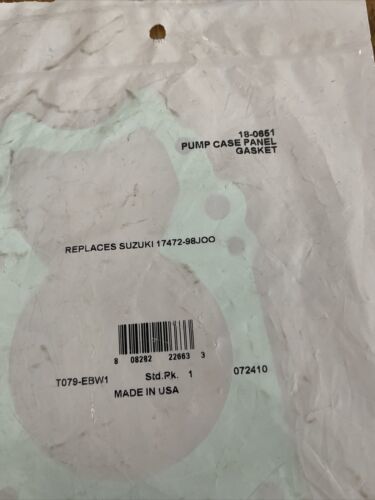 18-0651
PUMP CASE PANEL
GASKET
REPLACES SUZUKI 17472-98JOO
8 08282 22663 3
T079-EBW1 Std.Pk. 1 072410
MADE IN USA